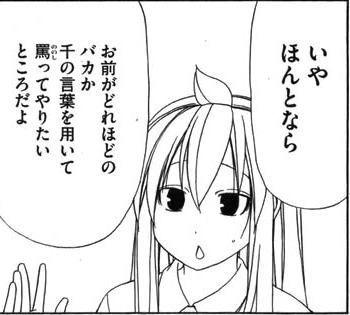 いや
ほんとなら
お前がどれほどの
バカか
千の言葉を用いて
罵ってやりたい
ところだよ